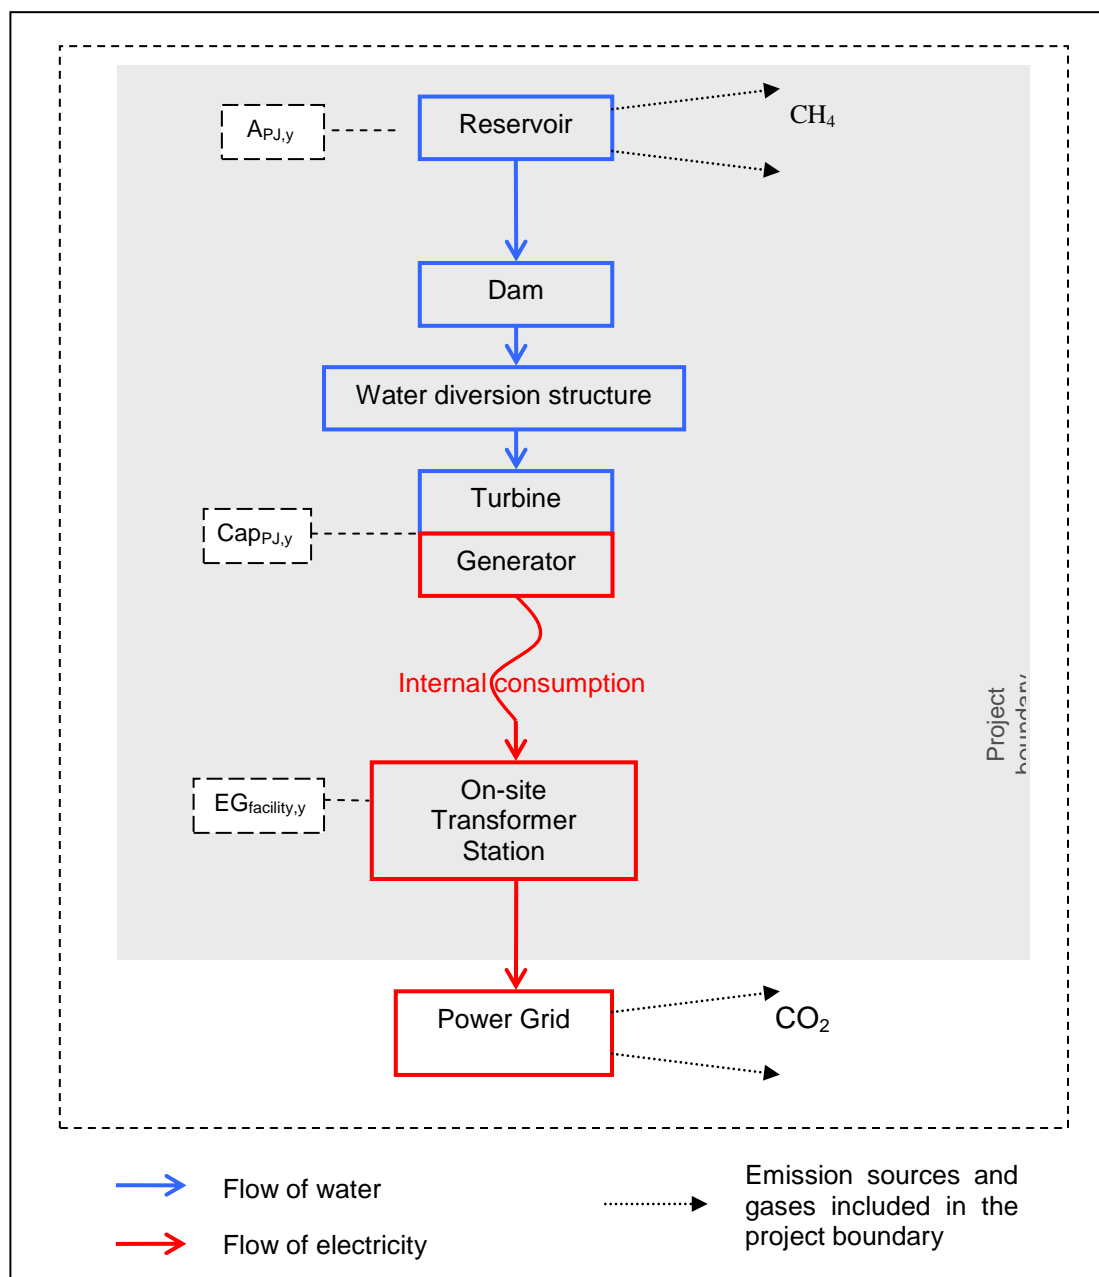 A_PJ,y
Reservoir
CH₄
Dam
Water diversion structure
Turbine
Cap_PJ,y
Generator
Internal consumption
Project
boundary
On-site
Transformer
Station
EG_facility,y
Power Grid
CO₂
Flow of water
Flow of electricity
Emission sources and
gases included in the
project boundary